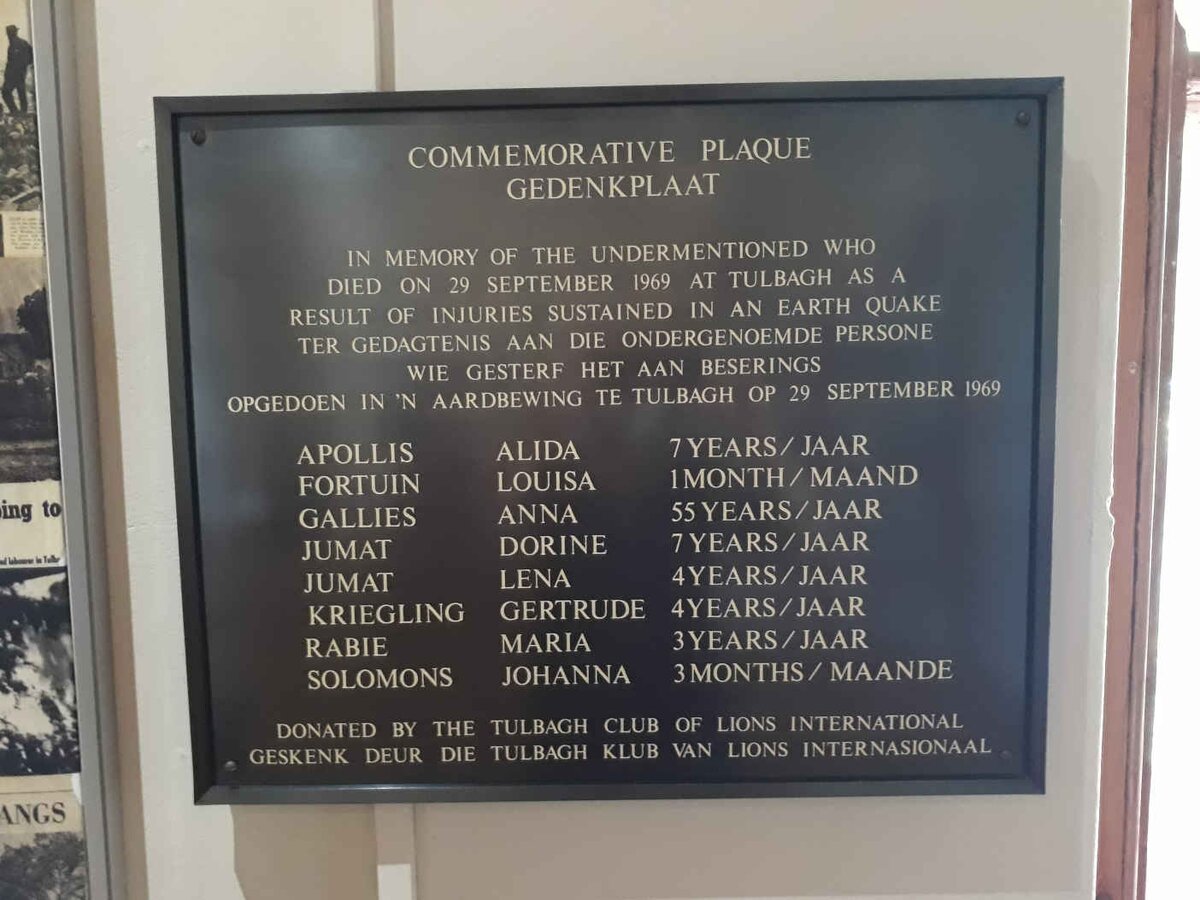 COMMEMORATIVE PLAQUE
GEDENKPLAAT
IN MEMORY OF THE UNDERMENTIONED WHO
DIED ON 29 SEPTEMBER 1969 AT TULBAGH AS A
RESULT OF INJURIES SUSTAINED IN AN EARTH QUAKE
TER GEDAGTENIS AAN DIE ONDERGENOEMDE PERSONE
WIE GESTERF HET AAN BESERINGS
OPGEDOEN IN 'N AARDBEWING TE TULBAGH OP 29 SEPTEMBER 1969
APOLLIS ALIDA 7 YEARS / JAAR
FORTUIN LOUISA 1 MONTH / MAAND
GALLIES ANNA 55 YEARS / JAAR
JUMAT DORINE 7 YEARS / JAAR
JUMAT LENA 4 YEARS / JAAR
KRIEGLING GERTRUDE 4 YEARS / JAAR
RABIE MARIA 3 YEARS / JAAR
SOLOMONS JOHANNA 3 MONTHS / MAANDE
DONATED BY THE TULBAGH CLUB OF LIONS INTERNATIONAL
GESKENK DEUR DIE TULBAGH KLUB VAN LIONS INTERNASIONAAL
ing to
ANGS